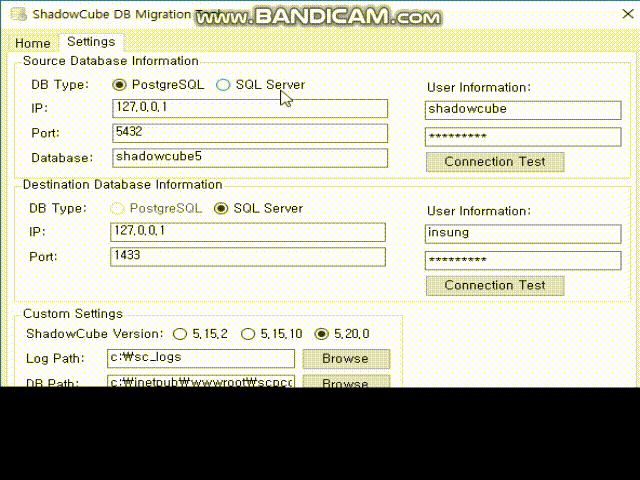 ShadowCube DB Migration
www.BANDICAM.com
Home Settings
Source Database Information
DB Type: PostgreSQL SQL Server
User Information:
IP: 127,0,0,1
shadowcube
Port: 5432
*********
Database: shadowcube5
Connection Test
Destination Database Information
DB Type: PostgreSQL SQL Server
User Information:
IP: 127,0,0,1
insung
Port: 1433
*********
Connection Test
Custom Settings
ShadowCube Version: 5,15,2 5,15,10 5,20,0
Log Path: c:₩sc_logs Browse
DB Path: c:₩inetpub₩wwwroot₩scpcc Browse